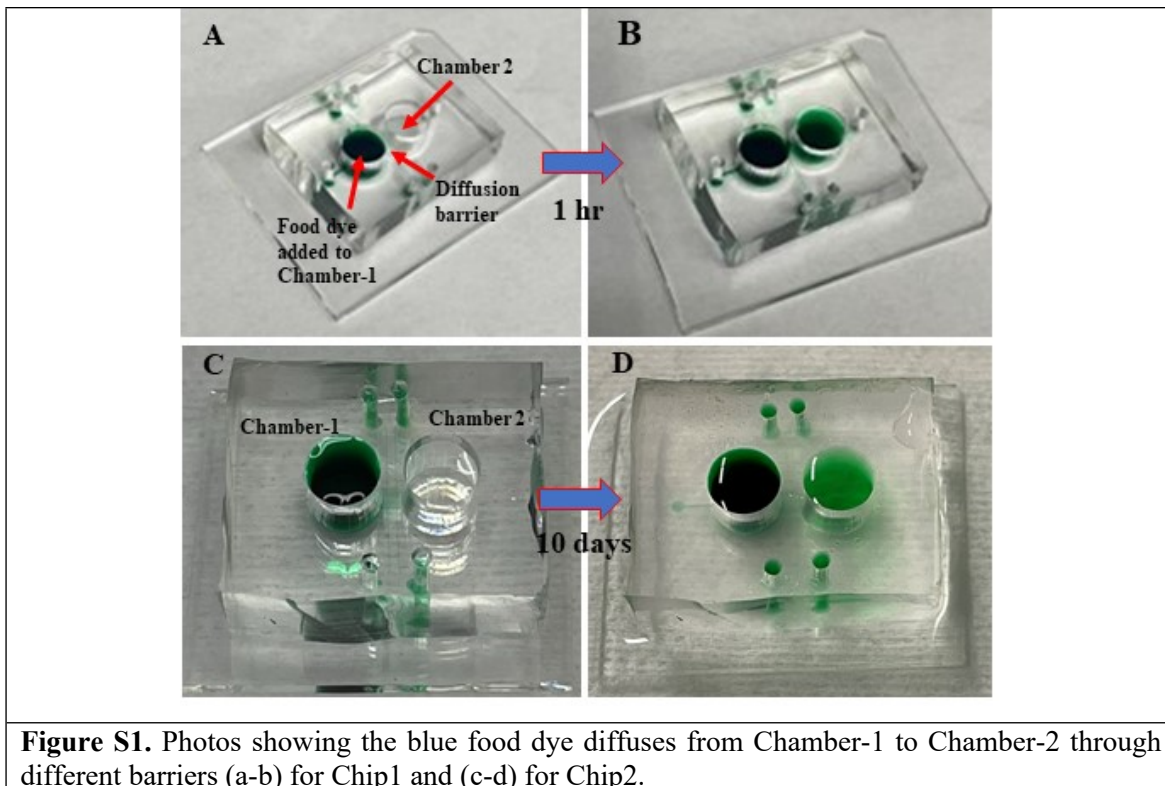 A
Chamber 2
Diffusion
barrier
Food dye
added to
Chamber-1
B
1 hr
C
Chamber-1
Chamber 2
D
10 days
Figure S1. Photos showing the blue food dye diffuses from Chamber-1 to Chamber-2 through
different barriers (a-b) for Chip1 and (c-d) for Chip2.